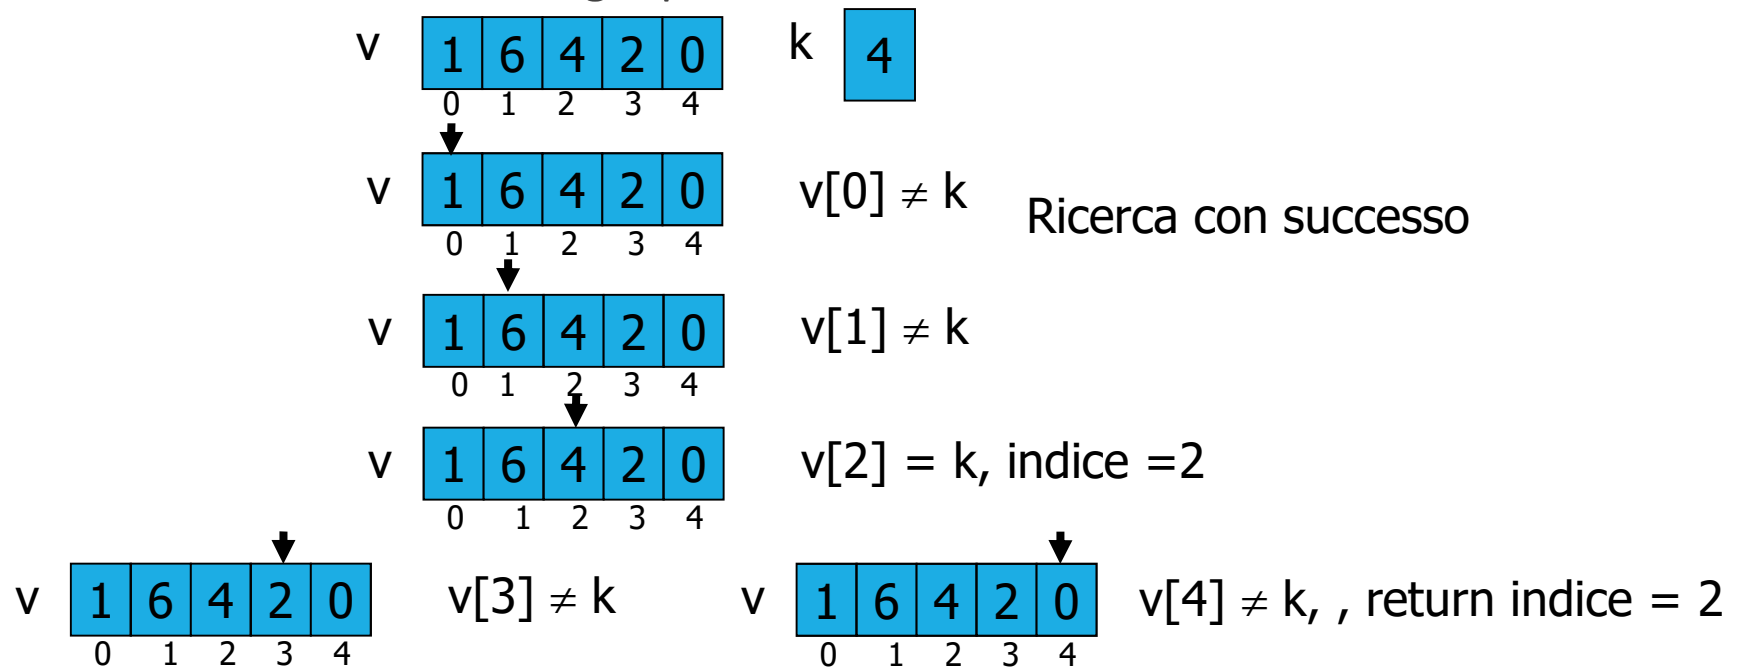 v 1 6 4 2 0 k 4
0 1 2 3 4
v 1 6 4 2 0 v[0] ≠ k
0 1 2 3 4
Ricerca con successo
v 1 6 4 2 0 v[1] ≠ k
0 1 2 3 4
v 1 6 4 2 0 v[2] = k, indice =2
0 1 2 3 4
v 1 6 4 2 0 v[3] ≠ k
0 1 2 3 4
v 1 6 4 2 0 v[4] ≠ k, , return indice = 2
0 1 2 3 4